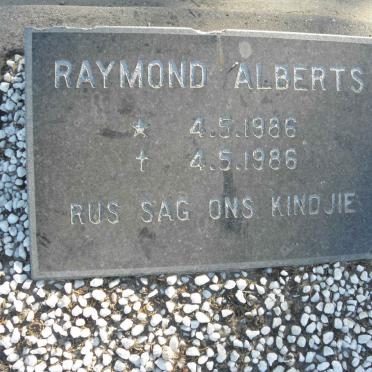 RAYMOND ALBERTS
★ 4.5.1986
† 4.5.1986
RUS SAG ONS KINDJIE